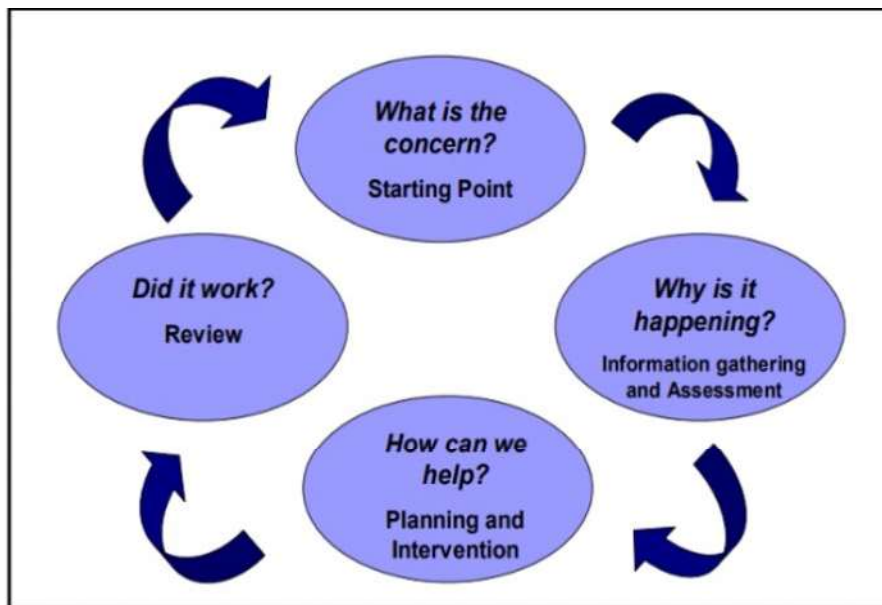 What is the
concern?
Starting Point
Why is it
happening?
Information gathering
and Assessment
How can we
help?
Planning and
Intervention
Did it work?
Review